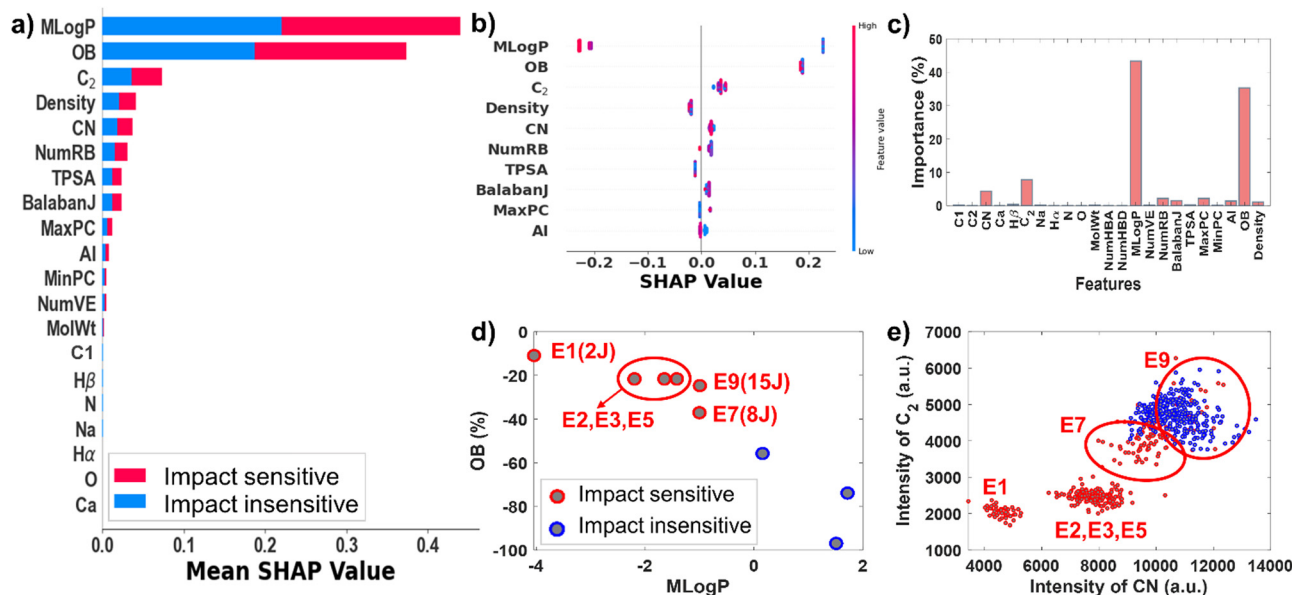 a)
MLogP
OB
C₂
Density
CN
NumRB
TPSA
BalabanJ
MaxPC
AI
MinPC
NumVE
MolWt
C1
Hβ
N
Na
Hα
O
Ca
Impact sensitive
Impact insensitive
0.0 0.1 0.2 0.3 0.4
Mean SHAP Value
b)
MLogP
OB
C₂
Density
CN
NumRB
TPSA
BalabanJ
MaxPC
AI
−0.2 −0.1 0.0 0.1 0.2
SHAP Value
High
Feature value
Low
c)
Importance (%)
60
50
40
30
20
10
0
C1 C2 CN Ca Hβ C_2 Na Hα N O MolWt NumHBA NumHBD MLogP NumVE NumRB BalabanJ TPSA MaxPC MinPC AI OB Density
Features
d)
OB (%)
0
-20
-40
-60
-80
-100
E1(2J)
E9(15J)
E2,E3,E5
E7(8J)
Impact sensitive
Impact insensitive
-4 -2 0 2
MLogP
e)
Intensity of C₂ (a.u.)
7000
6000
5000
4000
3000
2000
1000
E9
E7
E1
E2,E3,E5
4000 6000 8000 10000 12000 14000
Intensity of CN (a.u.)